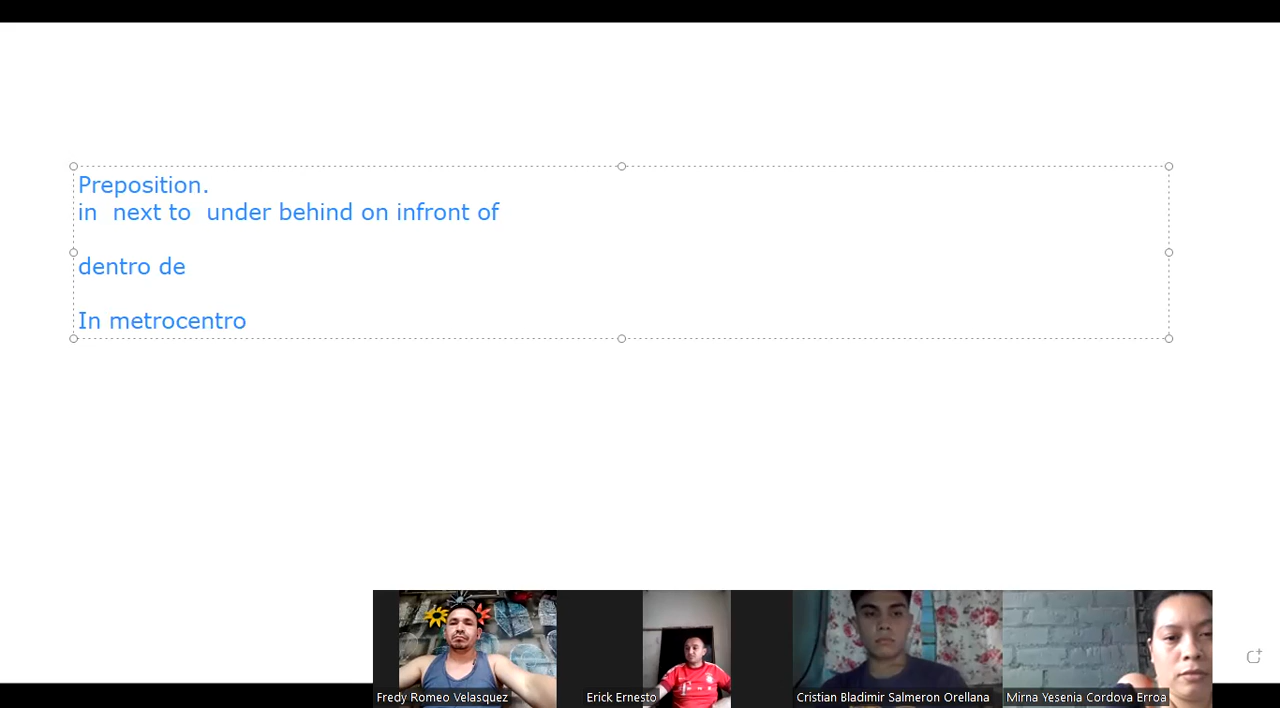 Preposition.
in next to under behind on infront of
dentro de
In metrocentro
Fredy Romeo Velasquez
Erick Ernesto
Cristian Bladimir Salmeron Orellana
Mirna Yesenia Cordova Erroa